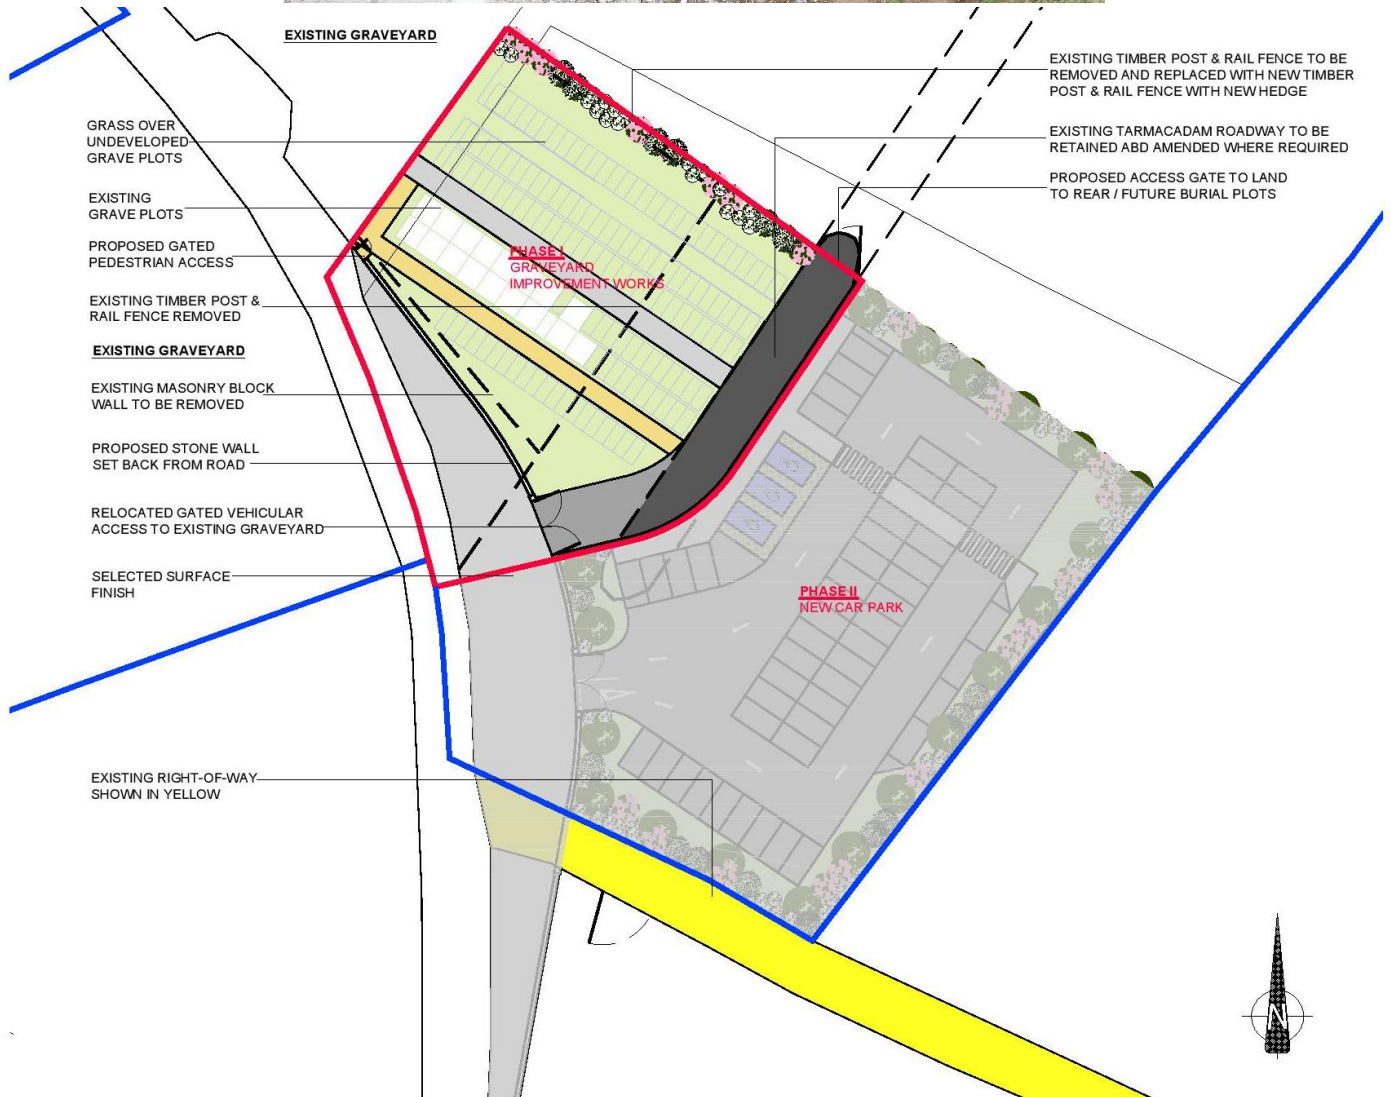 EXISTING GRAVEYARD
EXISTING TIMBER POST & RAIL FENCE TO BE
REMOVED AND REPLACED WITH NEW TIMBER
POST & RAIL FENCE WITH NEW HEDGE
EXISTING TARMACADAM ROADWAY TO BE
RETAINED ABD AMENDED WHERE REQUIRED
PROPOSED ACCESS GATE TO LAND
TO REAR / FUTURE BURIAL PLOTS
GRASS OVER
UNDEVELOPED
GRAVE PLOTS
EXISTING
GRAVE PLOTS
PROPOSED GATED
PEDESTRIAN ACCESS
EXISTING TIMBER POST &
RAIL FENCE REMOVED
EXISTING GRAVEYARD
EXISTING MASONRY BLOCK
WALL TO BE REMOVED
PROPOSED STONE WALL
SET BACK FROM ROAD
RELOCATED GATED VEHICULAR
ACCESS TO EXISTING GRAVEYARD
SELECTED SURFACE
FINISH
EXISTING RIGHT-OF-WAY
SHOWN IN YELLOW
PHASE I
GRAVEYARD
IMPROVEMENT WORKS
PHASE II
NEW CAR PARK
N